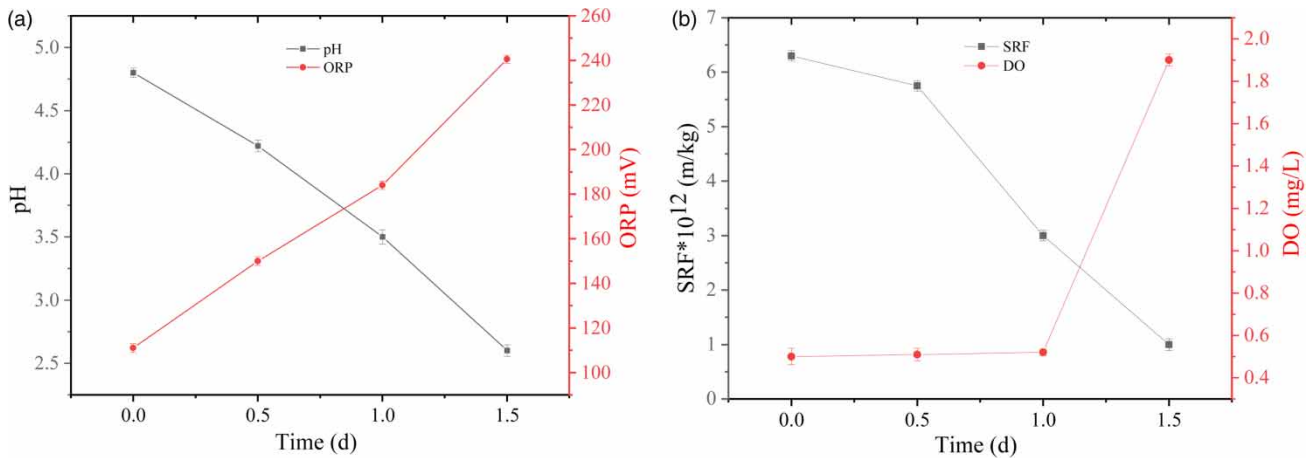 (a)
pH
5.0
4.5
4.0
3.5
3.0
2.5
pH
ORP
260
240
220
200
180
160
140
120
100
ORP (mV)
0.0 0.5 1.0 1.5
Time (d)
(b)
SRF*10^12 (m/kg)
7
6
5
4
3
2
1
0
SRF
DO
2.0
1.8
1.6
1.4
1.2
1.0
0.8
0.6
0.4
DO (mg/L)
0.0 0.5 1.0 1.5
Time (d)